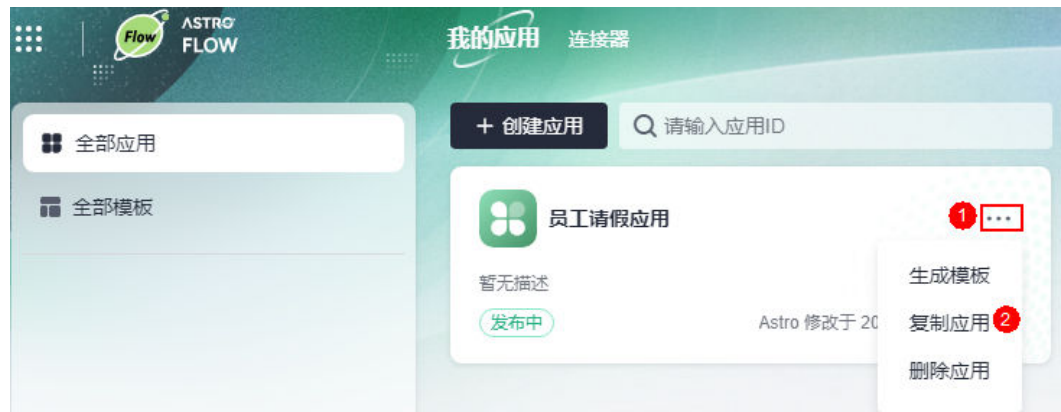 Flow
ASTRO
FLOW
我的应用 连接器
全部应用
全部模板
+ 创建应用
请输入应用ID
员工请假应用
1 ...
暂无描述
发布中
Astro 修改于 20
生成模板
复制应用 2
删除应用